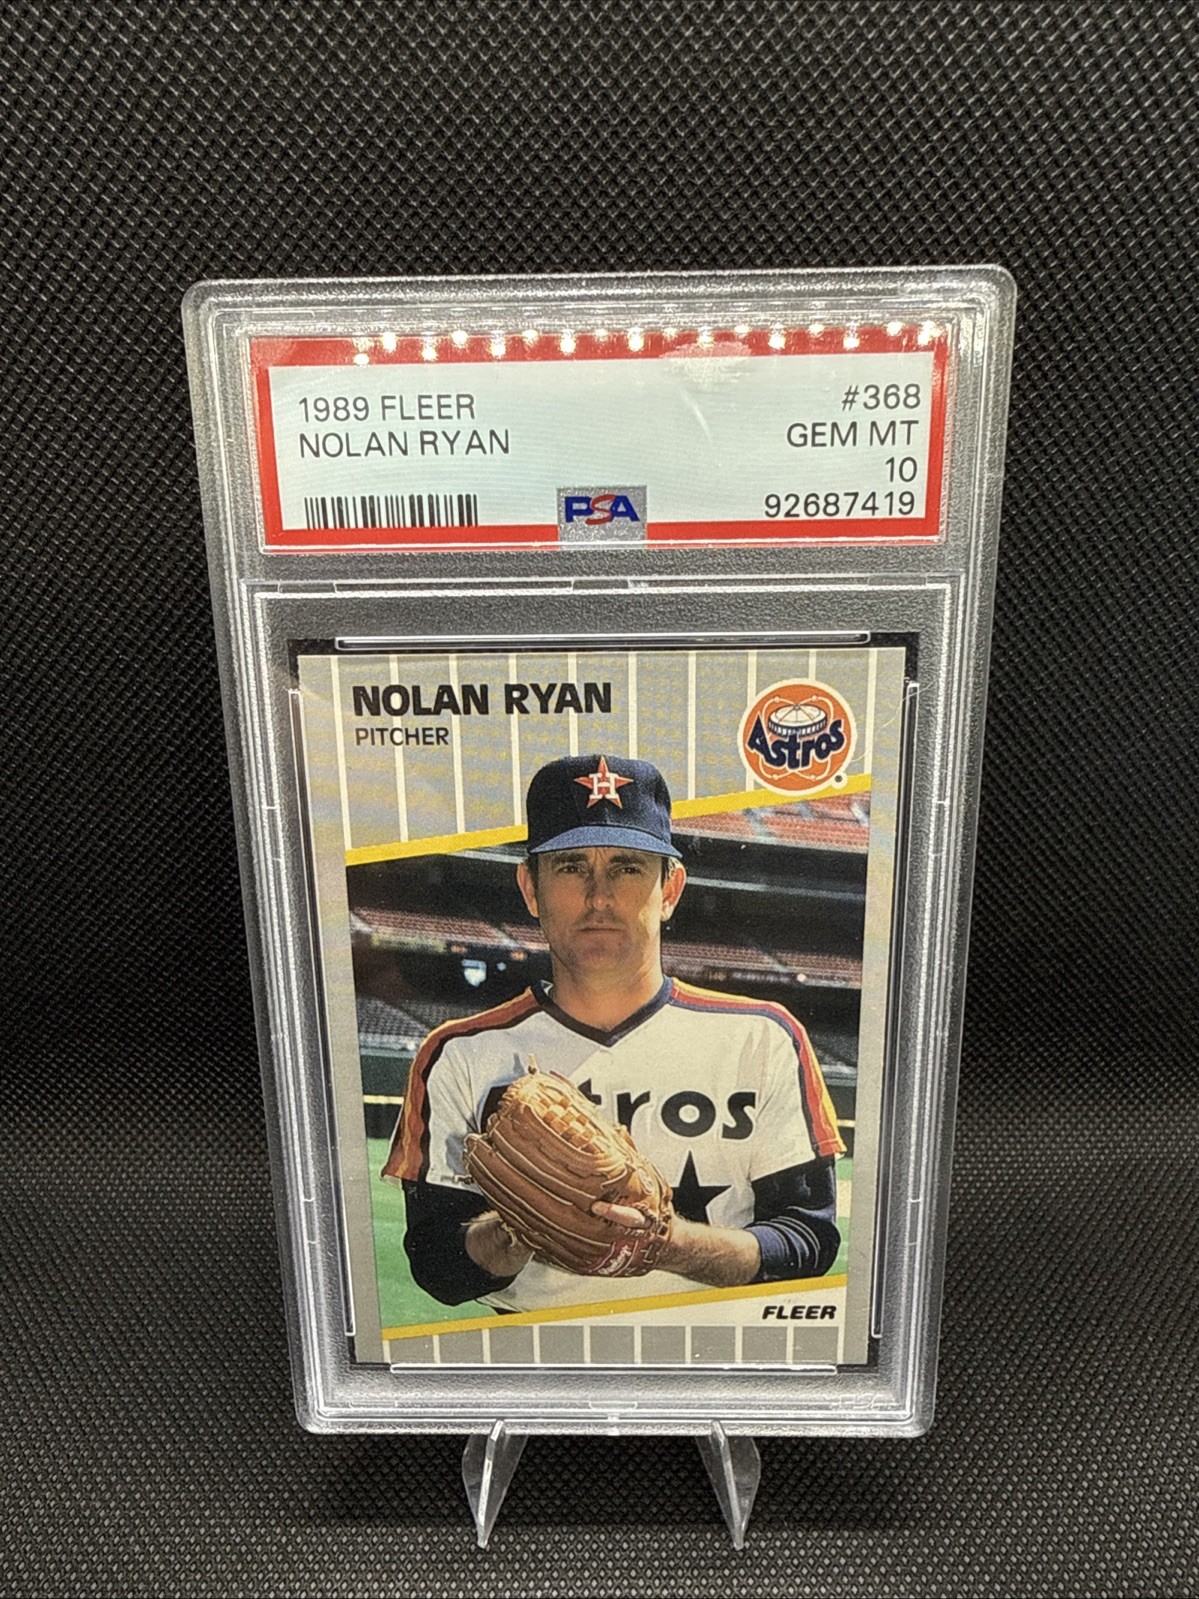 1989 FLEER #368
NOLAN RYAN GEM MT
10
PSA 92687419
NOLAN RYAN
PITCHER
Astros
H
tros
FLEER